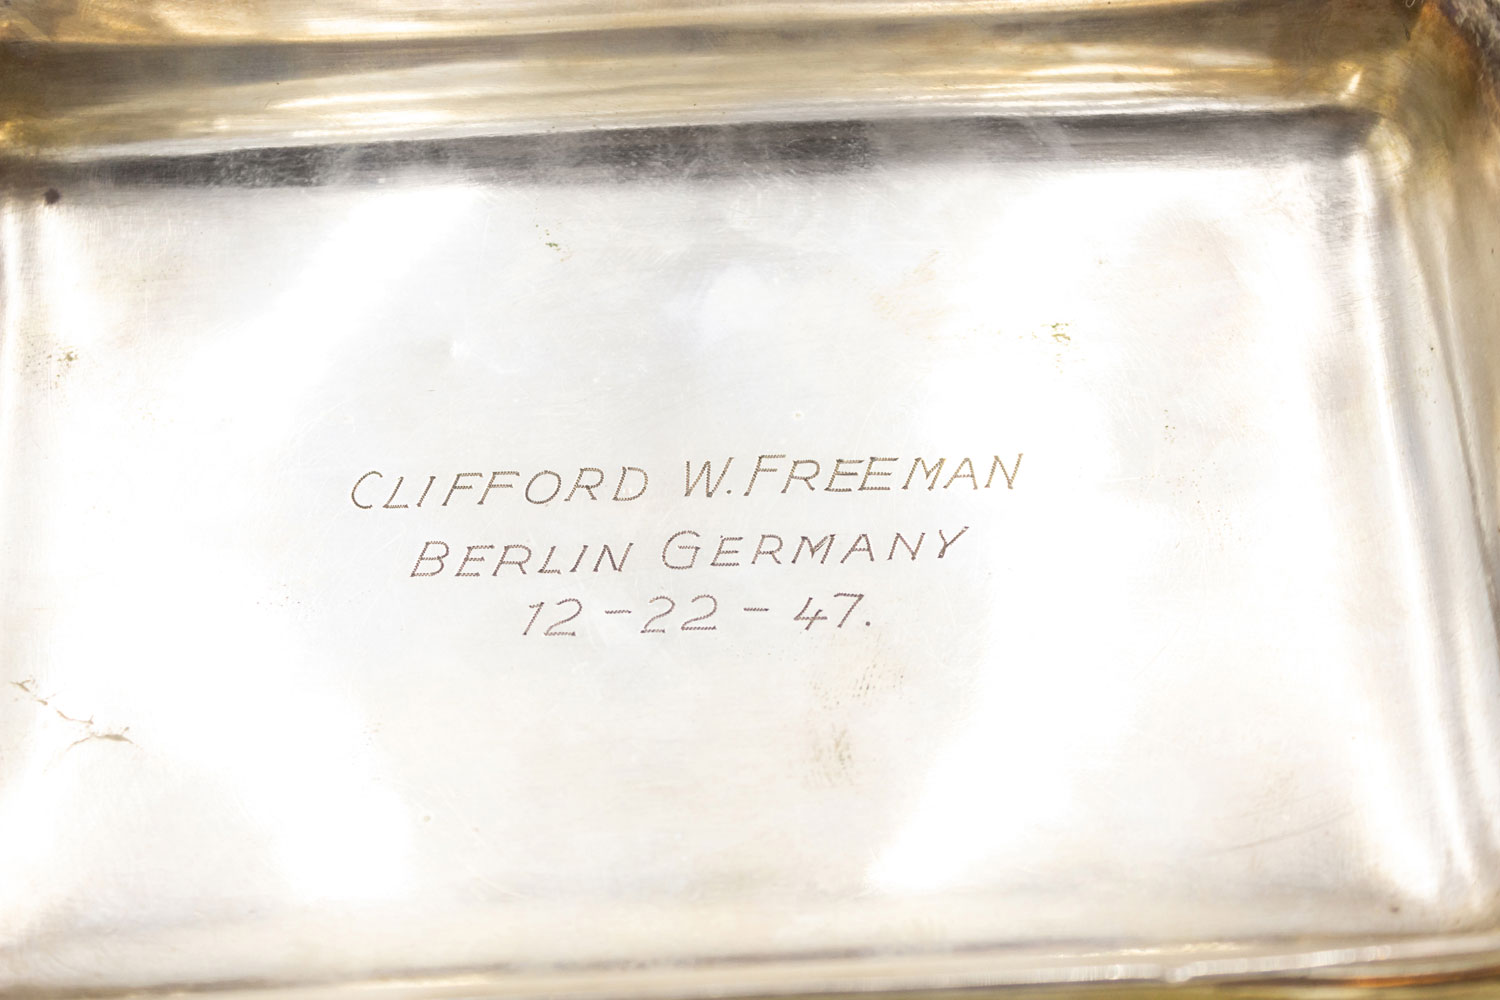 CLIFFORD W. FREEMAN
BERLIN GERMANY
12-22-47.